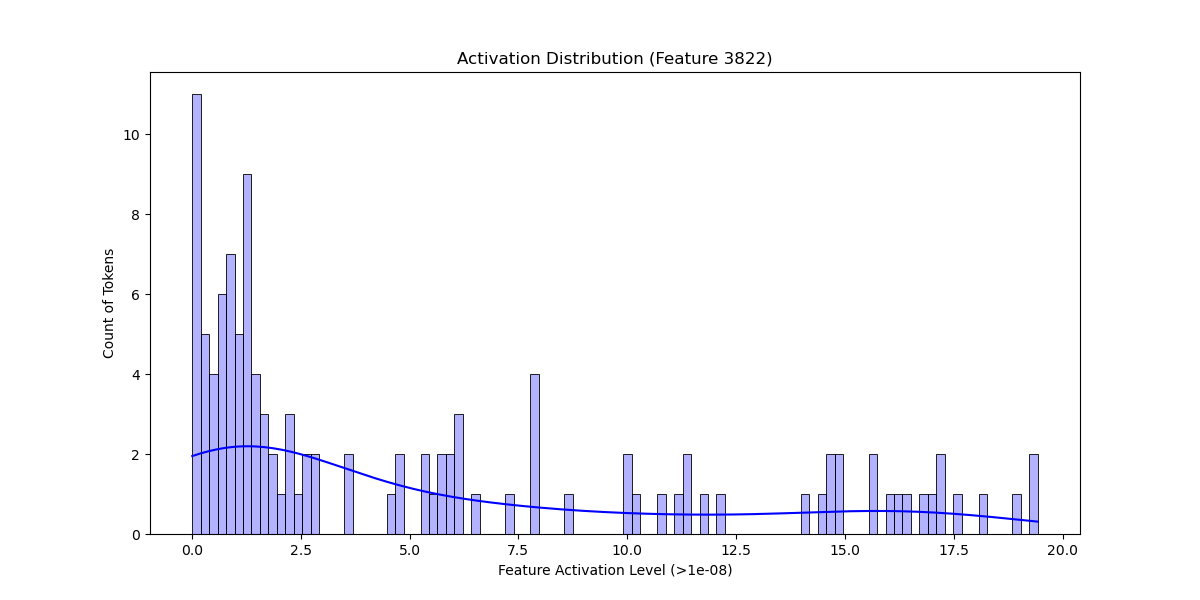 Activation Distribution (Feature 3822)
Count of Tokens
10
8
6
4
2
0
0.0 2.5 5.0 7.5 10.0 12.5 15.0 17.5 20.0
Feature Activation Level (>1e-08)